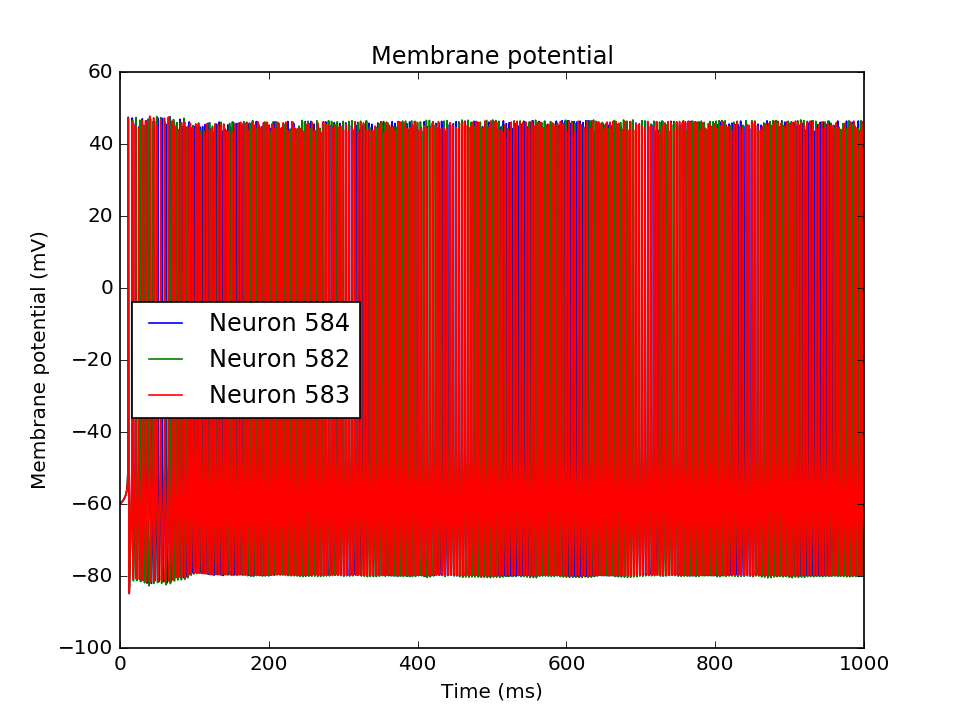 Membrane potential
60
40
20
0
−20
−40
−60
−80
−100
Membrane potential (mV)
Neuron 584
Neuron 582
Neuron 583
0 200 400 600 800 1000
Time (ms)